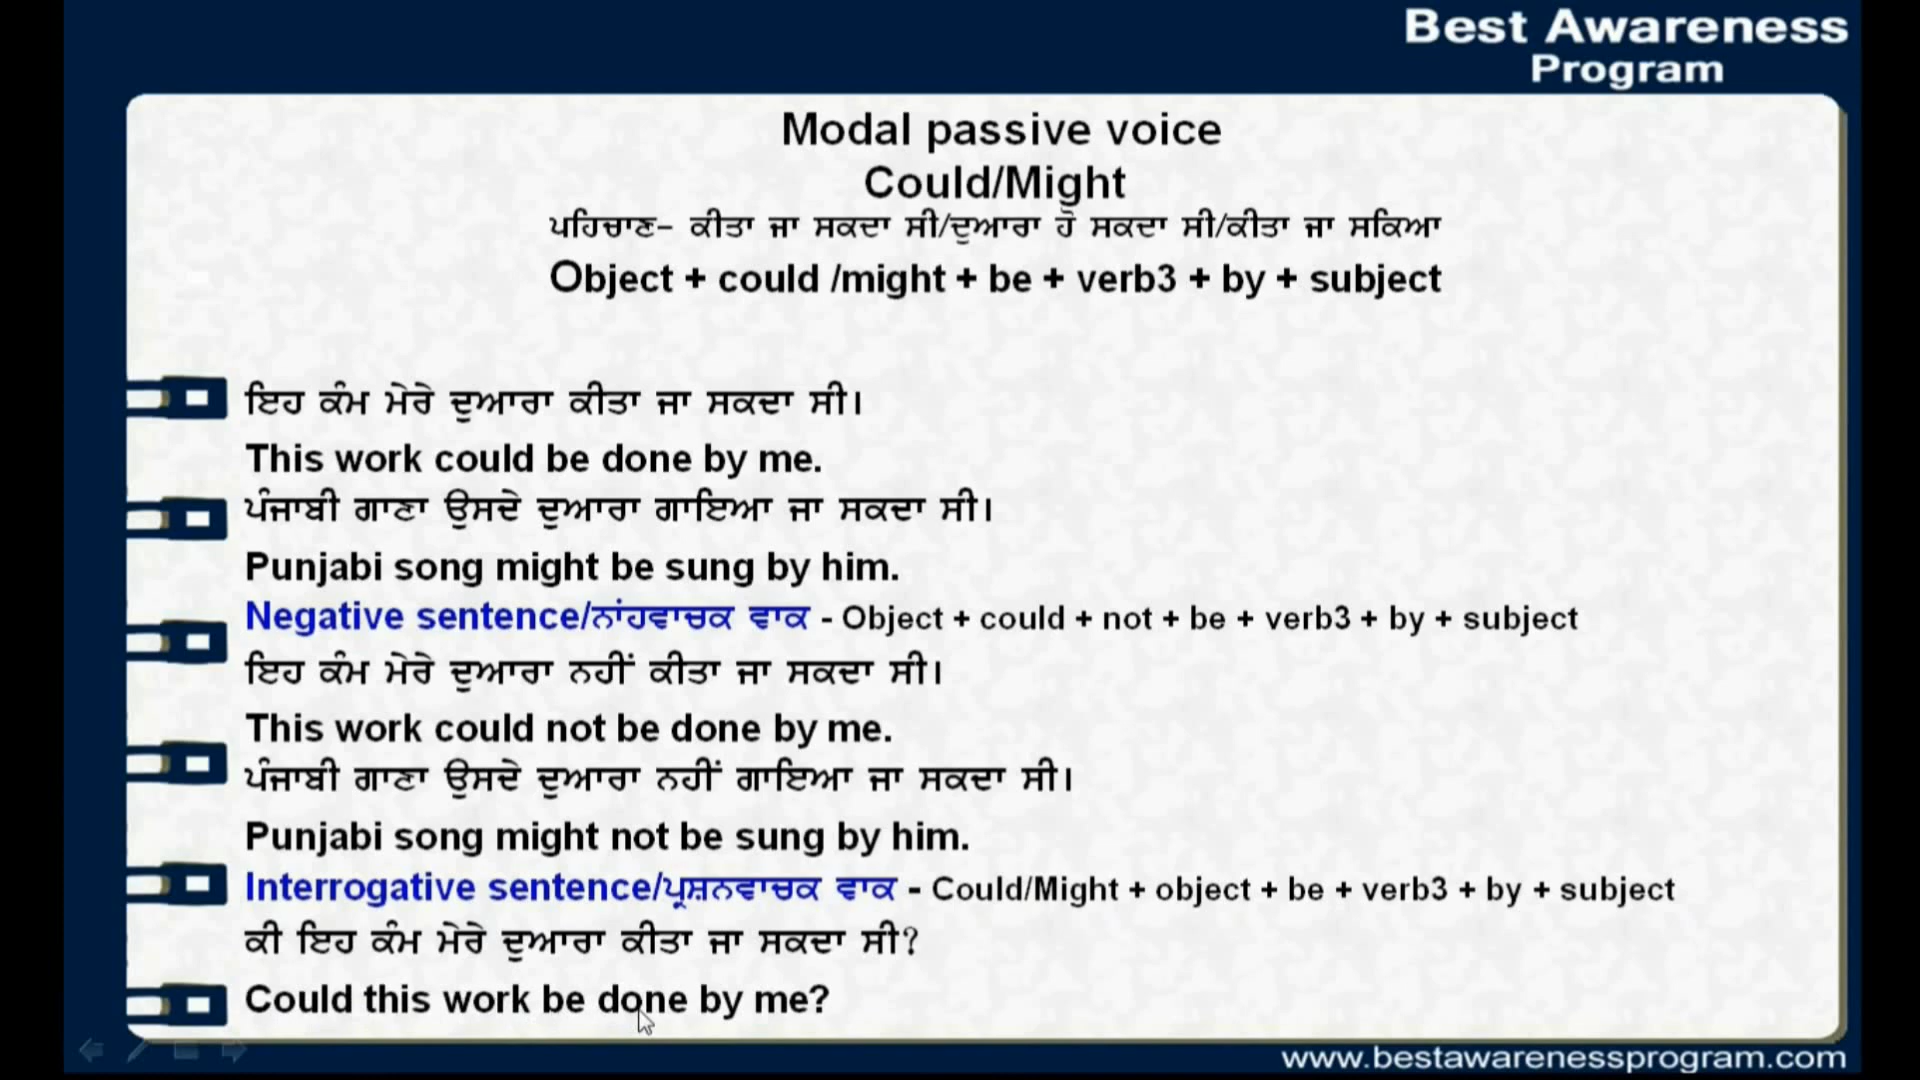 Best Awareness
Program
Modal passive voice
Could/Might
ਪਹਿਚਾਣ– ਕੀਤਾ ਜਾ ਸਕਦਾ ਸੀ/ਦੁਆਰਾ ਹੋ ਸਕਦਾ ਸੀ/ਕੀਤਾ ਜਾ ਸਕਿਆ
Object + could /might + be + verb3 + by + subject
ਇਹ ਕੰਮ ਮੇਰੇ ਦੁਆਰਾ ਕੀਤਾ ਜਾ ਸਕਦਾ ਸੀ।
This work could be done by me.
ਪੰਜਾਬੀ ਗਾਣਾ ਉਸਦੇ ਦੁਆਰਾ ਗਾਇਆ ਜਾ ਸਕਦਾ ਸੀ।
Punjabi song might be sung by him.
Negative sentence/ਨਾਂਹਵਾਚਕ ਵਾਕ - Object + could + not + be + verb3 + by + subject
ਇਹ ਕੰਮ ਮੇਰੇ ਦੁਆਰਾ ਨਹੀਂ ਕੀਤਾ ਜਾ ਸਕਦਾ ਸੀ।
This work could not be done by me.
ਪੰਜਾਬੀ ਗਾਣਾ ਉਸਦੇ ਦੁਆਰਾ ਨਹੀਂ ਗਾਇਆ ਜਾ ਸਕਦਾ ਸੀ।
Punjabi song might not be sung by him.
Interrogative sentence/ਪ੍ਰਸ਼ਨਵਾਚਕ ਵਾਕ - Could/Might + object + be + verb3 + by + subject
ਕੀ ਇਹ ਕੰਮ ਮੇਰੇ ਦੁਆਰਾ ਕੀਤਾ ਜਾ ਸਕਦਾ ਸੀ?
Could this work be done by me?
www.bestawarenessprogram.com